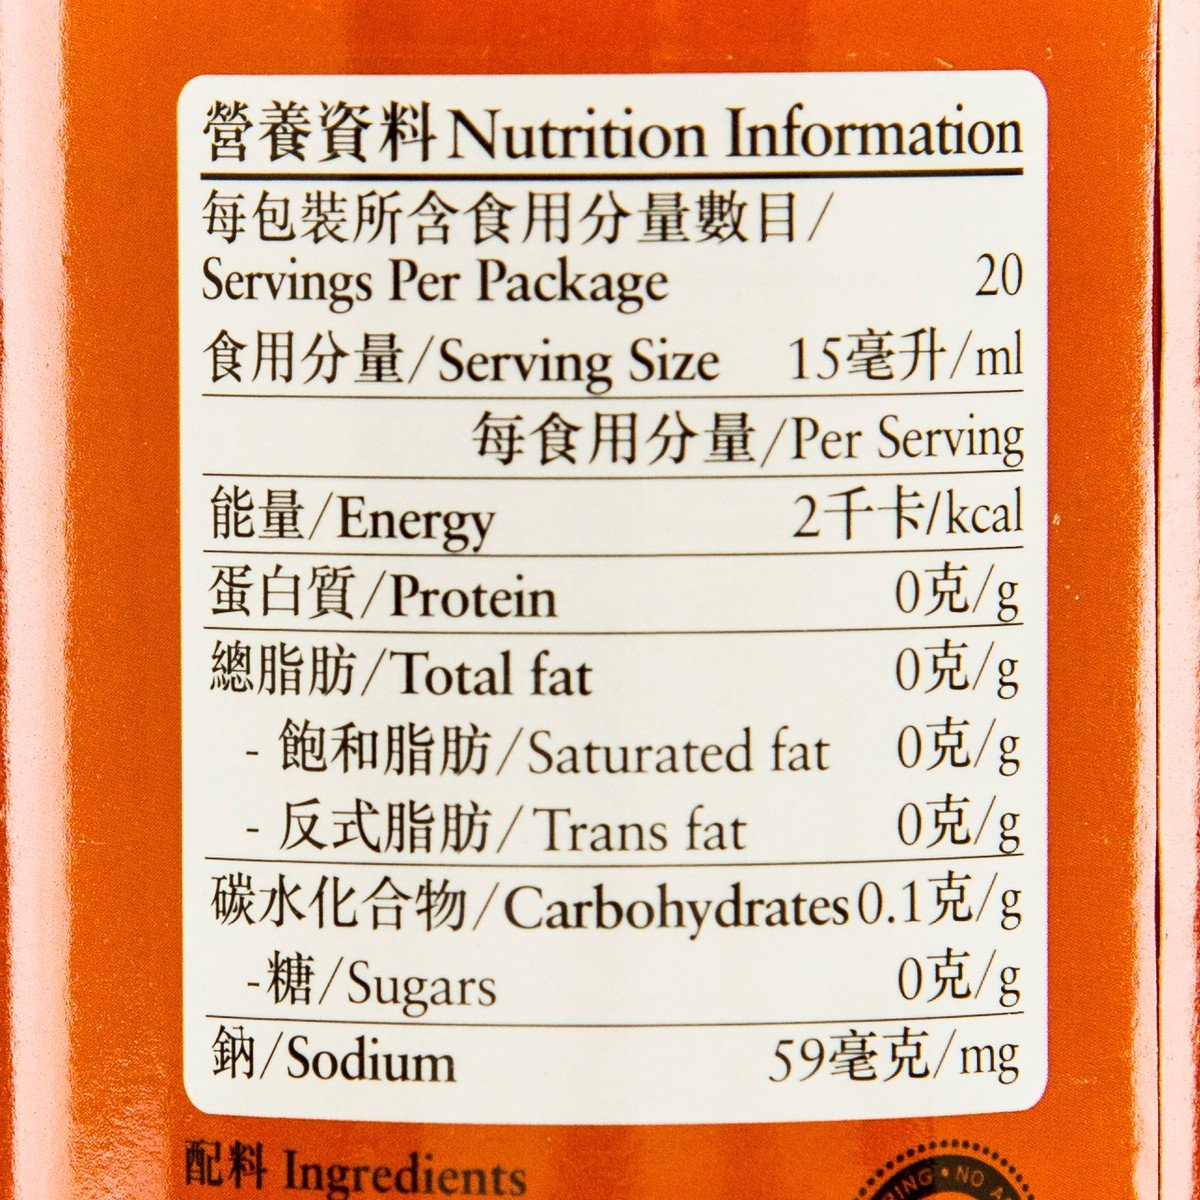 營養資料 Nutrition Information
每包裝所含食用分量數目/
Servings Per Package 20
食用分量/Serving Size 15毫升/ml
每食用分量/Per Serving
能量/Energy 2千卡/kcal
蛋白質/Protein 0克/g
總脂肪/Total fat 0克/g
- 飽和脂肪/Saturated fat 0克/g
- 反式脂肪/Trans fat 0克/g
碳水化合物/Carbohydrates 0.1克/g
-糖/Sugars 0克/g
鈉/Sodium 59毫克/mg
配料 Ingredients
NO